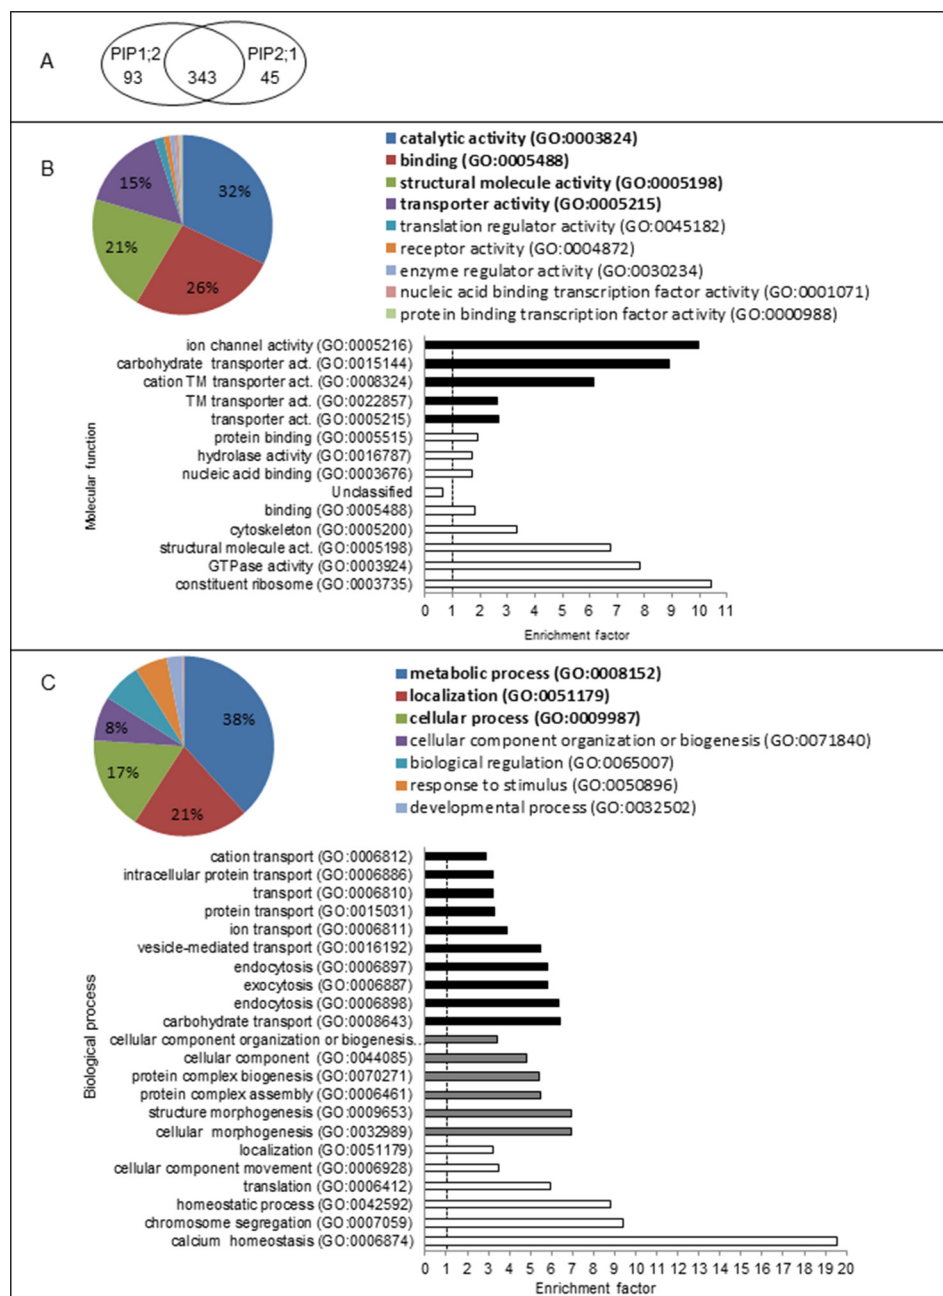 A
PIP1;2
PIP2;1
93
343
45
B
32%
26%
21%
15%
catalytic activity (GO:0003824)
binding (GO:0005488)
structural molecule activity (GO:0005198)
transporter activity (GO:0005215)
translation regulator activity (GO:0045182)
receptor activity (GO:0004872)
enzyme regulator activity (GO:0030234)
nucleic acid binding transcription factor activity (GO:0001071)
protein binding transcription factor activity (GO:0000988)
Molecular function
ion channel activity (GO:0005216)
carbohydrate transporter act. (GO:0015144)
cation TM transporter act. (GO:0008324)
TM transporter act. (GO:0022857)
transporter act. (GO:0005215)
protein binding (GO:0005515)
hydrolase activity (GO:0016787)
nucleic acid binding (GO:0003676)
Unclassified
binding (GO:0005488)
cytoskeleton (GO:0005200)
structural molecule act. (GO:0005198)
GTPase activity (GO:0003924)
constituent ribosome (GO:0003735)
0 1 2 3 4 5 6 7 8 9 10 11
Enrichment factor
C
38%
21%
17%
8%
metabolic process (GO:0008152)
localization (GO:0051179)
cellular process (GO:0009987)
cellular component organization or biogenesis (GO:0071840)
biological regulation (GO:0065007)
response to stimulus (GO:0050896)
developmental process (GO:0032502)
Biological process
cation transport (GO:0006812)
intracellular protein transport (GO:0006886)
transport (GO:0006810)
protein transport (GO:0015031)
ion transport (GO:0006811)
vesicle-mediated transport (GO:0016192)
endocytosis (GO:0006897)
exocytosis (GO:0006887)
endocytosis (GO:0006898)
carbohydrate transport (GO:0008643)
cellular component organization or biogenesis..
cellular component (GO:0044085)
protein complex biogenesis (GO:0070271)
protein complex assembly (GO:0006461)
structure morphogenesis (GO:0009653)
cellular morphogenesis (GO:0032989)
localization (GO:0051179)
cellular component movement (GO:0006928)
translation (GO:0006412)
homeostatic process (GO:0042592)
chromosome segregation (GO:0007059)
calcium homeostasis (GO:0006874)
0 1 2 3 4 5 6 7 8 9 10 11 12 13 14 15 16 17 18 19 20
Enrichment factor